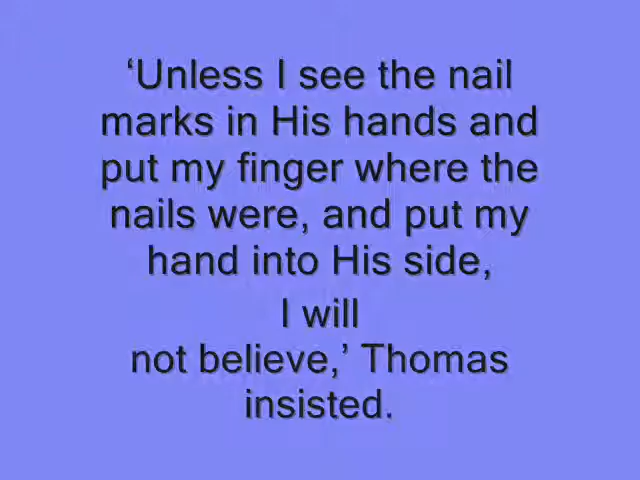 ‘Unless I see the nail
marks in His hands and
put my finger where the
nails were, and put my
hand into His side,
I will
not believe,’ Thomas
insisted.